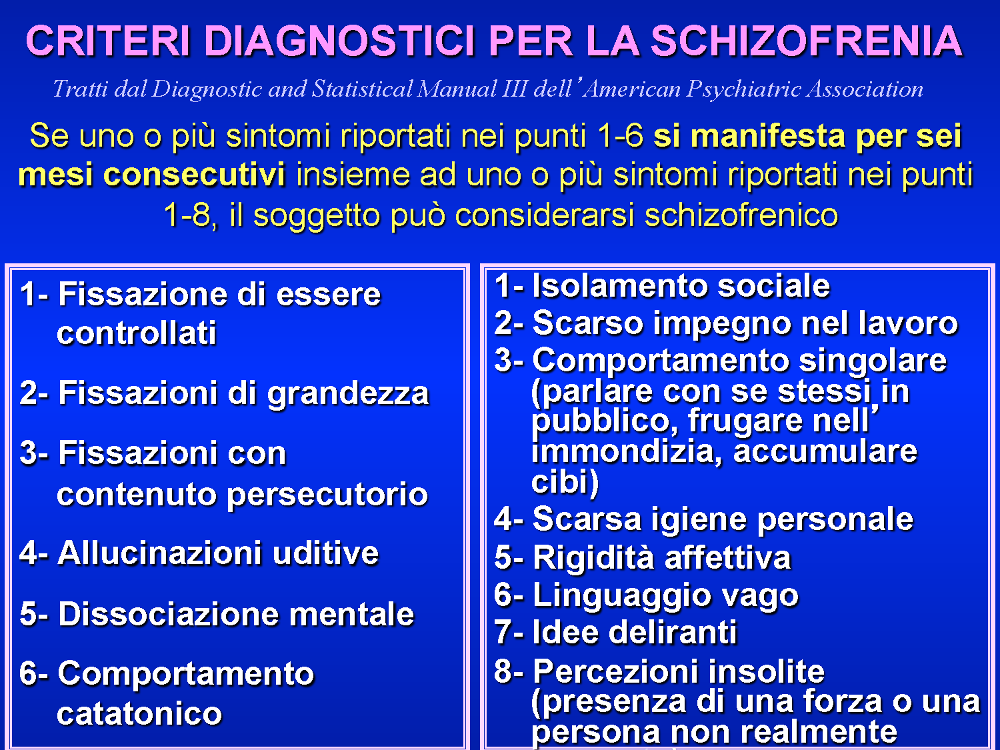 CRITERI DIAGNOSTICI PER LA SCHIZOFRENIA
Tratti dal Diagnostic and Statistical Manual III dell’American Psychiatric Association
Se uno o più sintomi riportati nei punti 1-6 si manifesta per sei
mesi consecutivi insieme ad uno o più sintomi riportati nei punti
1-8, il soggetto può considerarsi schizofrenico
1- Fissazione di essere
controllati
2- Fissazioni di grandezza
3- Fissazioni con
contenuto persecutorio
4- Allucinazioni uditive
5- Dissociazione mentale
6- Comportamento
catatonico
1- Isolamento sociale
2- Scarso impegno nel lavoro
3- Comportamento singolare
(parlare con se stessi in
pubblico, frugare nell’
immondizia, accumulare
cibi)
4- Scarsa igiene personale
5- Rigidità affettiva
6- Linguaggio vago
7- Idee deliranti
8- Percezioni insolite
(presenza di una forza o una
persona non realmente